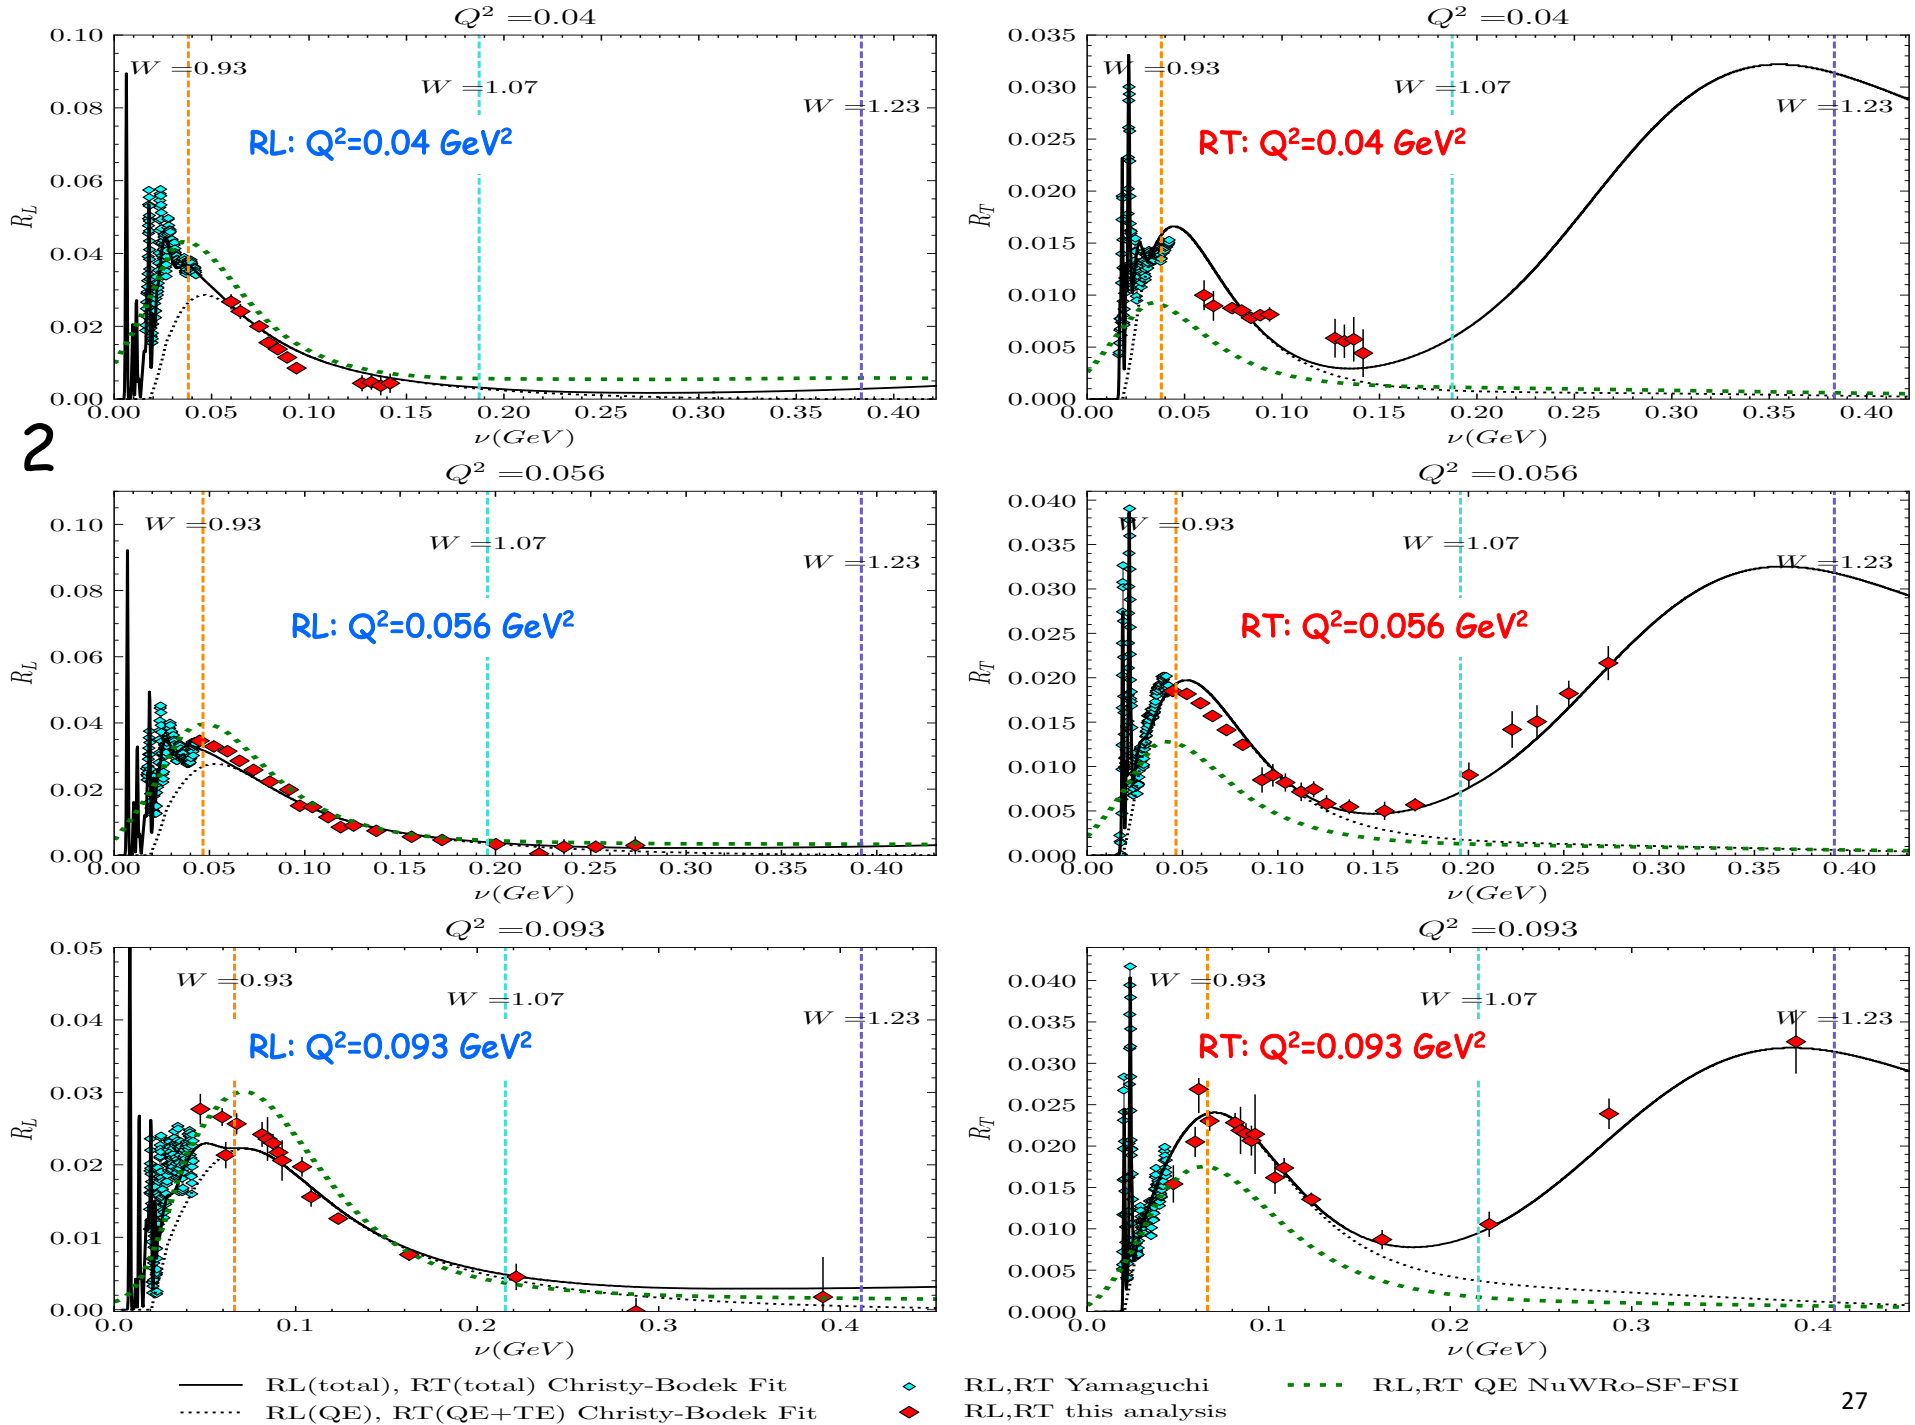 Q² =0.04
0.10
0.08
0.06
0.04
0.02
0.00
R_L
W =0.93
W =1.07
W =1.23
RL: Q²=0.04 GeV²
0.00 0.05 0.10 0.15 0.20 0.25 0.30 0.35 0.40
ν(GeV)
Q² =0.04
0.035
0.030
0.025
0.020
0.015
0.010
0.005
0.000
R_T
W =0.93
W =1.07
W =1.23
RT: Q²=0.04 GeV²
0.00 0.05 0.10 0.15 0.20 0.25 0.30 0.35 0.40
ν(GeV)
2
Q² =0.056
0.10
0.08
0.06
0.04
0.02
0.00
R_L
W =0.93
W =1.07
W =1.23
RL: Q²=0.056 GeV²
0.00 0.05 0.10 0.15 0.20 0.25 0.30 0.35 0.40
ν(GeV)
Q² =0.056
0.040
0.035
0.030
0.025
0.020
0.015
0.010
0.005
0.000
R_T
W =0.93
W =1.07
W =1.23
RT: Q²=0.056 GeV²
0.00 0.05 0.10 0.15 0.20 0.25 0.30 0.35 0.40
ν(GeV)
Q² =0.093
0.05
0.04
0.03
0.02
0.01
0.00
R_L
W =0.93
W =1.07
W =1.23
RL: Q²=0.093 GeV²
0.0 0.1 0.2 0.3 0.4
ν(GeV)
Q² =0.093
0.040
0.035
0.030
0.025
0.020
0.015
0.010
0.005
0.000
R_T
W =0.93
W =1.07
W =1.23
RT: Q²=0.093 GeV²
0.0 0.1 0.2 0.3 0.4
ν(GeV)
RL(total), RT(total) Christy-Bodek Fit
RL(QE), RT(QE+TE) Christy-Bodek Fit
RL,RT Yamaguchi
RL,RT this analysis
RL,RT QE NuWRo-SF-FSI
27